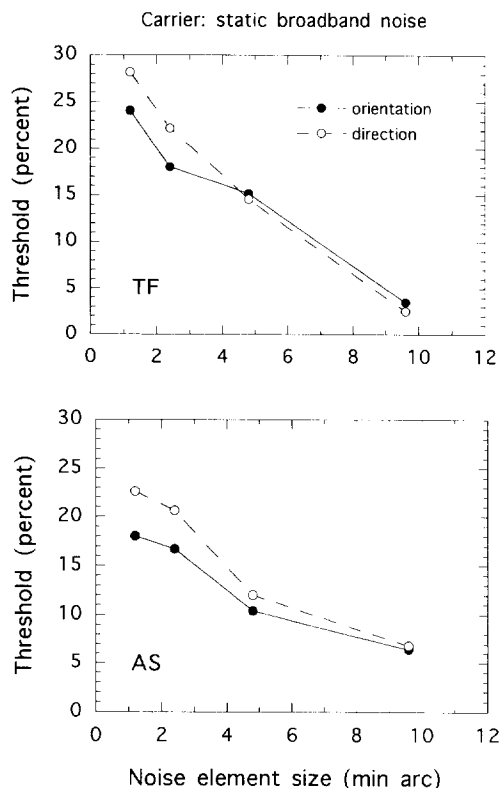 Carrier: static broadband noise
30
25
20
15
10
5
0
Threshold (percent)
orientation
direction
TF
0 2 4 6 8 10 12
30
25
20
15
10
5
0
Threshold (percent)
AS
0 2 4 6 8 10 12
Noise element size (min arc)